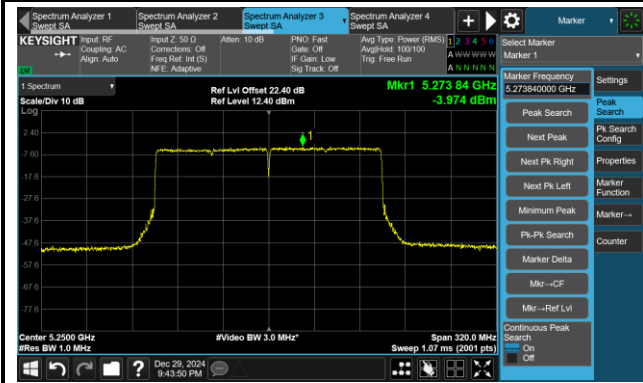 Spectrum Analyzer 1
Swept SA
Spectrum Analyzer 2
Swept SA
Spectrum Analyzer 3
Swept SA
Spectrum Analyzer 4
Swept SA
Marker
KEYSIGHT
Input: RF
Coupling: AC
Align: Auto
Input Z: 50 Ω
Corrections: Off
Freq Ref: Int (S)
NFE: Adaptive
Atten: 10 dB
PNO: Fast
Gate: Off
IF Gain: Low
Sig Track: Off
Avg Type: Power (RMS)
Avg|Hold: 100/100
Trig: Free Run
1 2 3 4 5 6
A W W W W W
A N N N N N
Select Marker
Marker 1
1 Spectrum
Scale/Div 10 dB
Log
Ref Lvl Offset 22.40 dB
Ref Level 12.40 dBm
Mkr1 5.273 84 GHz
-3.974 dBm
1
2.40
-7.60
-17.6
-27.6
-37.6
-47.6
-57.6
-67.6
-77.6
Center 5.2500 GHz
#Res BW 1.0 MHz
#Video BW 3.0 MHz*
Span 320.0 MHz
Sweep 1.07 ms (2001 pts)
Marker Frequency
5.273840000 GHz
Peak Search
Next Peak
Next Pk Right
Next Pk Left
Minimum Peak
Pk-Pk Search
Marker Delta
Mkr→CF
Mkr→Ref Lvl
Continuous Peak
Search
On
Off
Settings
Peak
Search
Pk Search
Config
Properties
Marker
Function
Marker→
Counter
Dec 29, 2024
9:43:50 PM